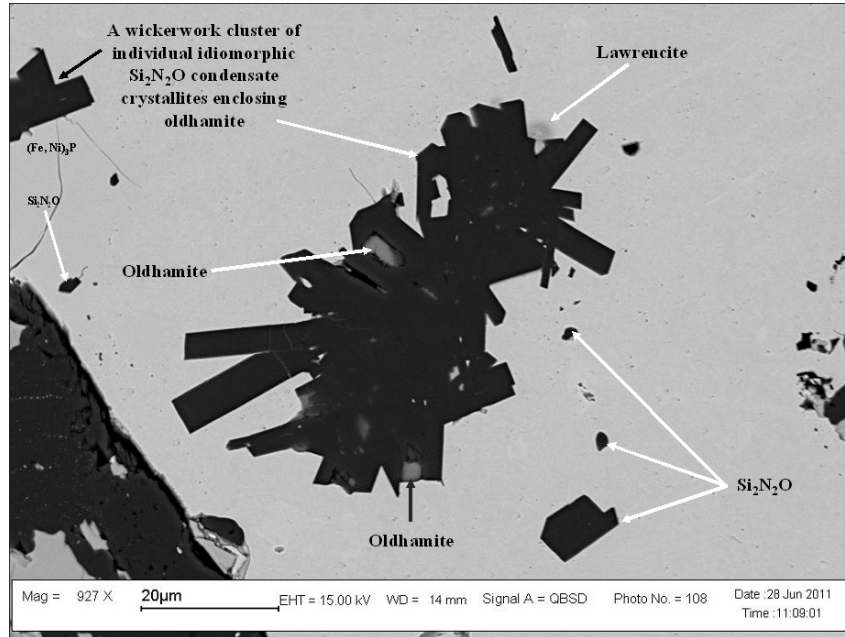 A wickerwork cluster of
individual idiomorphic
Si₂N₂O condensate
crystallites enclosing
oldhamite
Lawrencite
(Fe, Ni)₃P
Si₂N₂O
Oldhamite
Si₂N₂O
Oldhamite
Mag = 927 X
20µm
EHT = 15.00 kV
WD = 14 mm
Signal A = QBSD
Photo No. = 108
Date :28 Jun 2011
Time :11:09:01